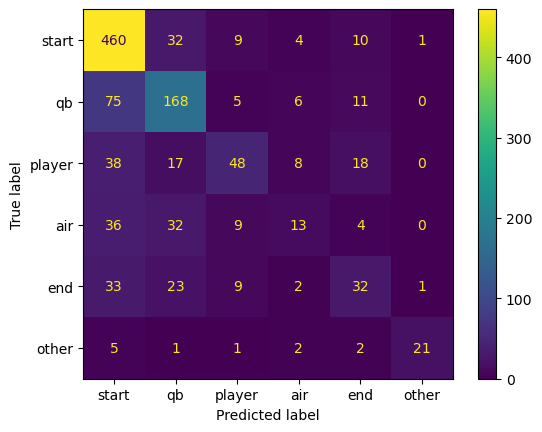 start 460 32 9 4 10 1
qb 75 168 5 6 11 0
player 38 17 48 8 18 0
air 36 32 9 13 4 0
end 33 23 9 2 32 1
other 5 1 1 2 2 21
start qb player air end other
Predicted label
True label
400
300
200
100
0